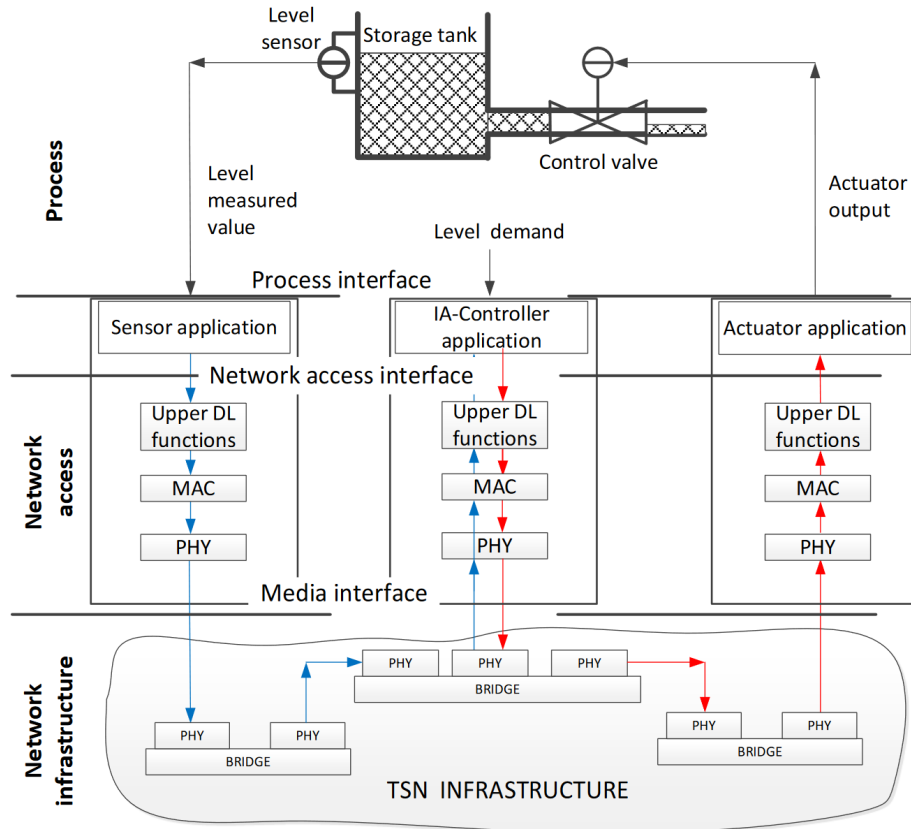 Level
sensor
Storage tank
Control valve
Process
Level
measured
value
Level demand
Actuator
output
Process interface
Sensor application
IA-Controller
application
Actuator application
Network access interface
Network
access
Upper DL
functions
MAC
PHY
Upper DL
functions
MAC
PHY
Upper DL
functions
MAC
PHY
Media interface
Network
infrastructure
PHY
PHY
BRIDGE
PHY
PHY
PHY
BRIDGE
PHY
PHY
BRIDGE
TSN INFRASTRUCTURE